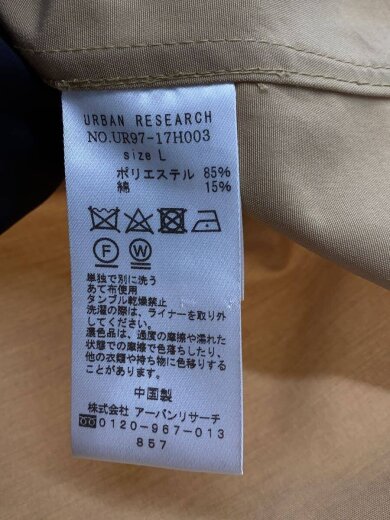 URBAN RESEARCH
NO.UR97-17H003
size L
ポリエステル 85%
綿 15%
F W
単独で別に洗う
あて布使用
タンブル乾燥禁止
洗濯の際は、ライナーを取り外
してください。
濃色品は、過度の摩擦や濡れた
状態での摩擦で色落ちしたり、
他の衣類や持ち物に色移りする
ことがあります。
中国製
株式会社 アーバンリサーチ
0120-967-013
857